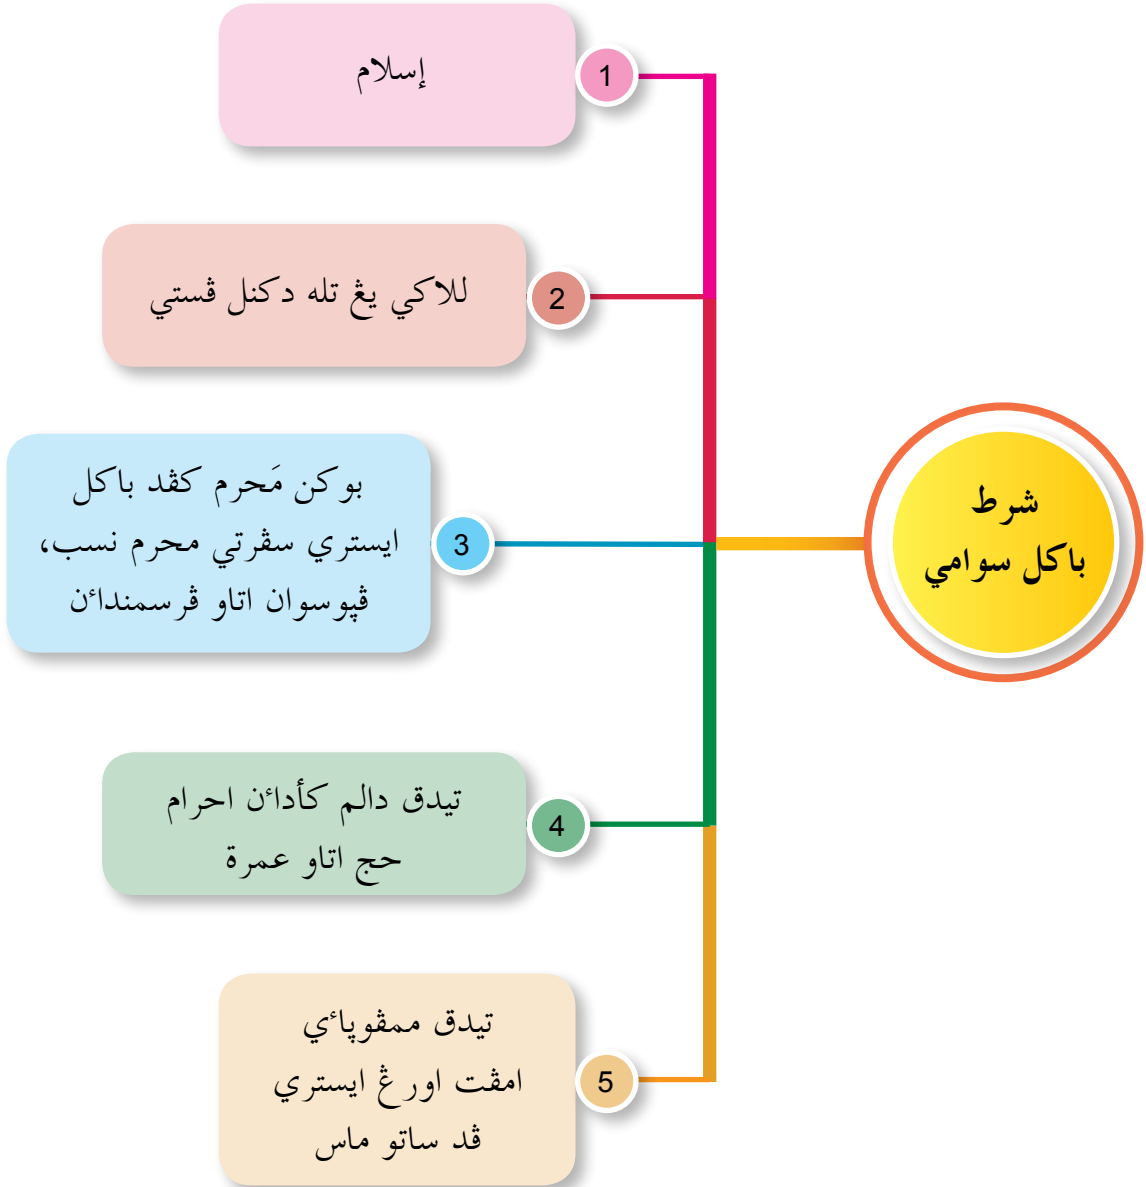 شرط
باكل سوامي
1
إسلام
2
للاكي يڠ تله دكنل ڤستي
3
بوكن مَحرم كڤد باكل
ايستري سڤرتي محرم نسب،
ڤڽوسوان اتاو ڤرسمنداٴن
4
تيدق دالم كأداٴن احرام
حج اتاو عمرة
5
تيدق ممڤوڽاٴي
امڤت اورڠ ايستري
ڤد ساتو ماس